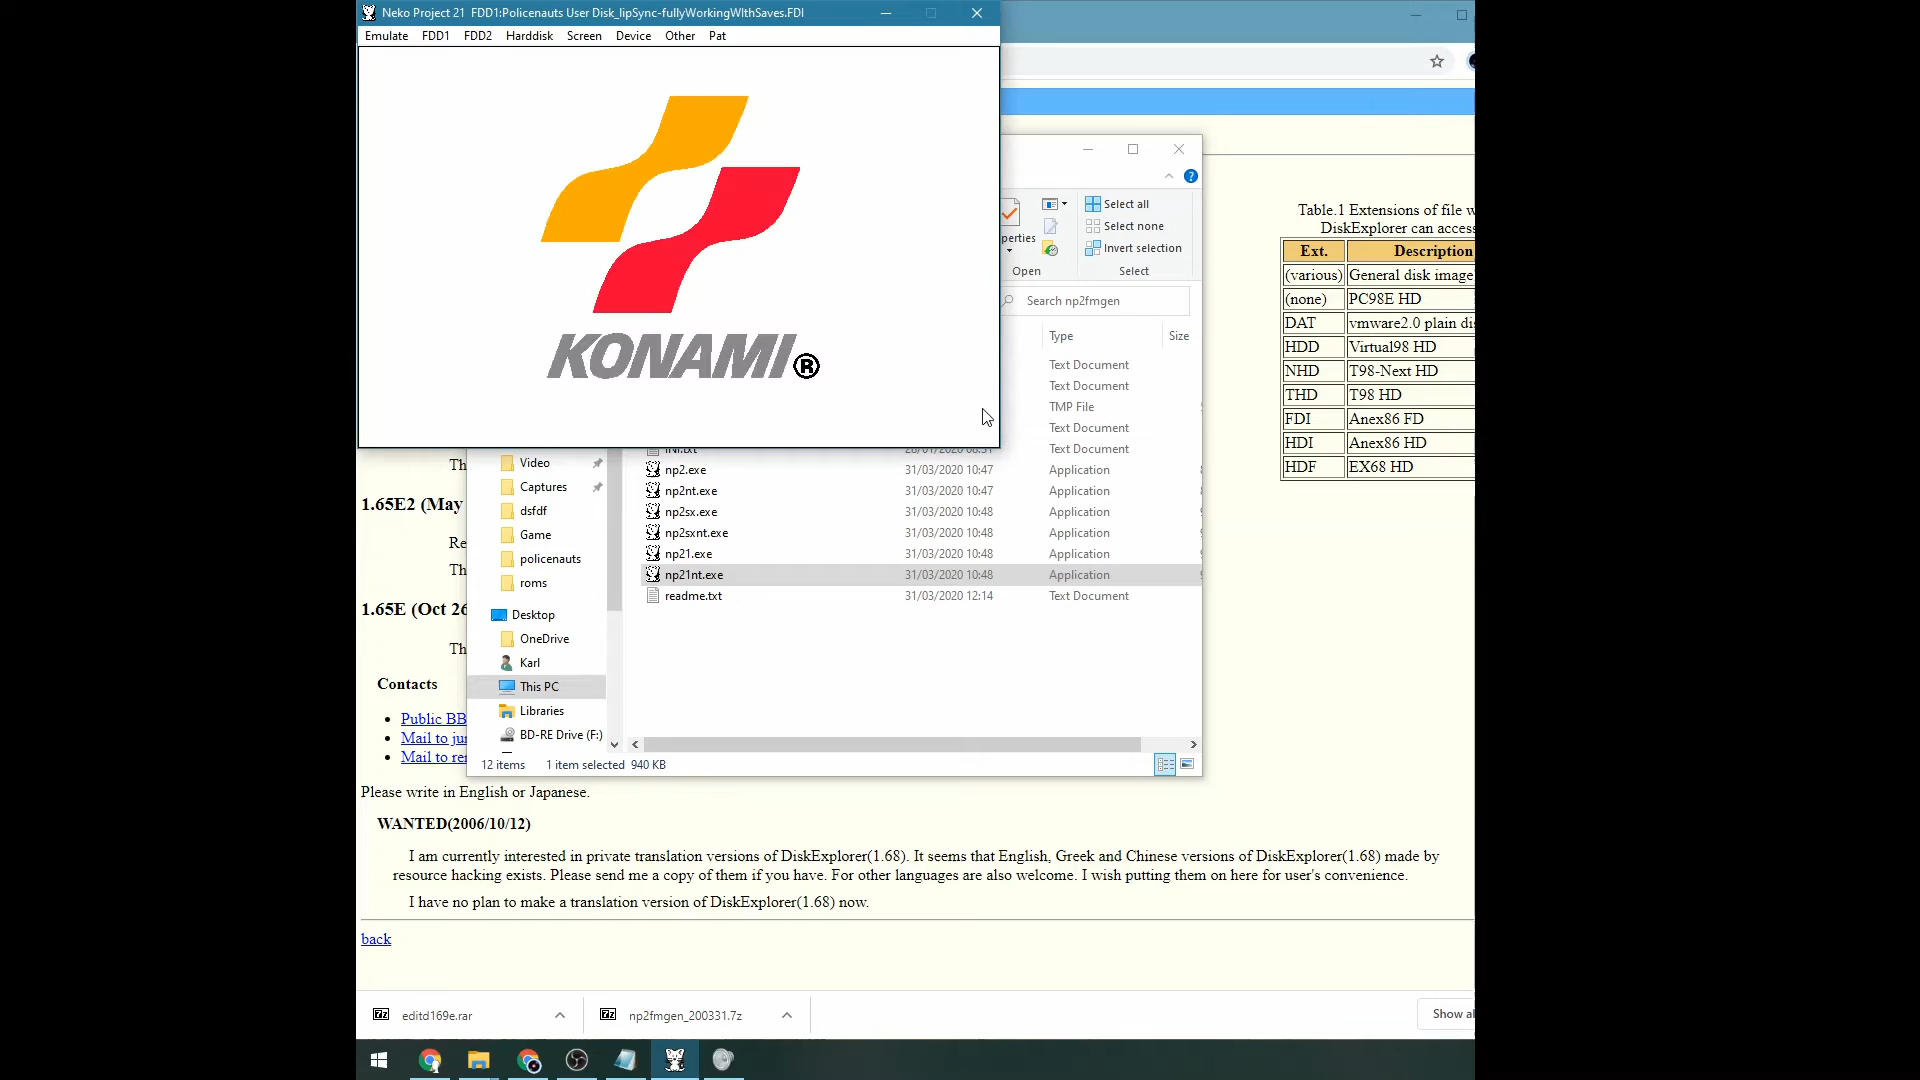 Neko Project 21 FDD1:Policenauts User Disk_lipSync-fullyWorkingWIthSaves.FDI
Emulate FDD1 FDD2 Harddisk Screen Device Other Pat
KONAMI®
Select all
Select none
Invert selection
perties
Open
Select
Search np2fmgen
Type
Size
Text Document
Text Document
TMP File
Text Document
Text Document
Video
Captures
dsfdf
Game
policenauts
roms
Desktop
OneDrive
Karl
This PC
Libraries
BD-RE Drive (F:)
np2.exe 31/03/2020 10:47 Application
np2nt.exe 31/03/2020 10:47 Application
np2sx.exe 31/03/2020 10:48 Application
np2sxnt.exe 31/03/2020 10:48 Application
np21.exe 31/03/2020 10:48 Application
np21nt.exe 31/03/2020 10:48 Application
readme.txt 31/03/2020 12:14 Text Document
12 items 1 item selected 940 KB
Table.1 Extensions of file w
DiskExplorer can access
Ext. Description
(various) General disk image
(none) PC98E HD
DAT vmware2.0 plain di
HDD Virtual98 HD
NHD T98-Next HD
THD T98 HD
FDI Anex86 FD
HDI Anex86 HD
HDF EX68 HD
Th
1.65E2 (May
Re
Th
1.65E (Oct 26
Th
Contacts
Public BB
Mail to jun
Mail to re
Please write in English or Japanese.
WANTED(2006/10/12)
I am currently interested in private translation versions of DiskExplorer(1.68). It seems that English, Greek and Chinese versions of DiskExplorer(1.68) made by
resource hacking exists. Please send me a copy of them if you have. For other languages are also welcome. I wish putting them on here for user's convenience.
I have no plan to make a translation version of DiskExplorer(1.68) now.
back
editd169e.rar
np2fmgen_200331.7z
Show al